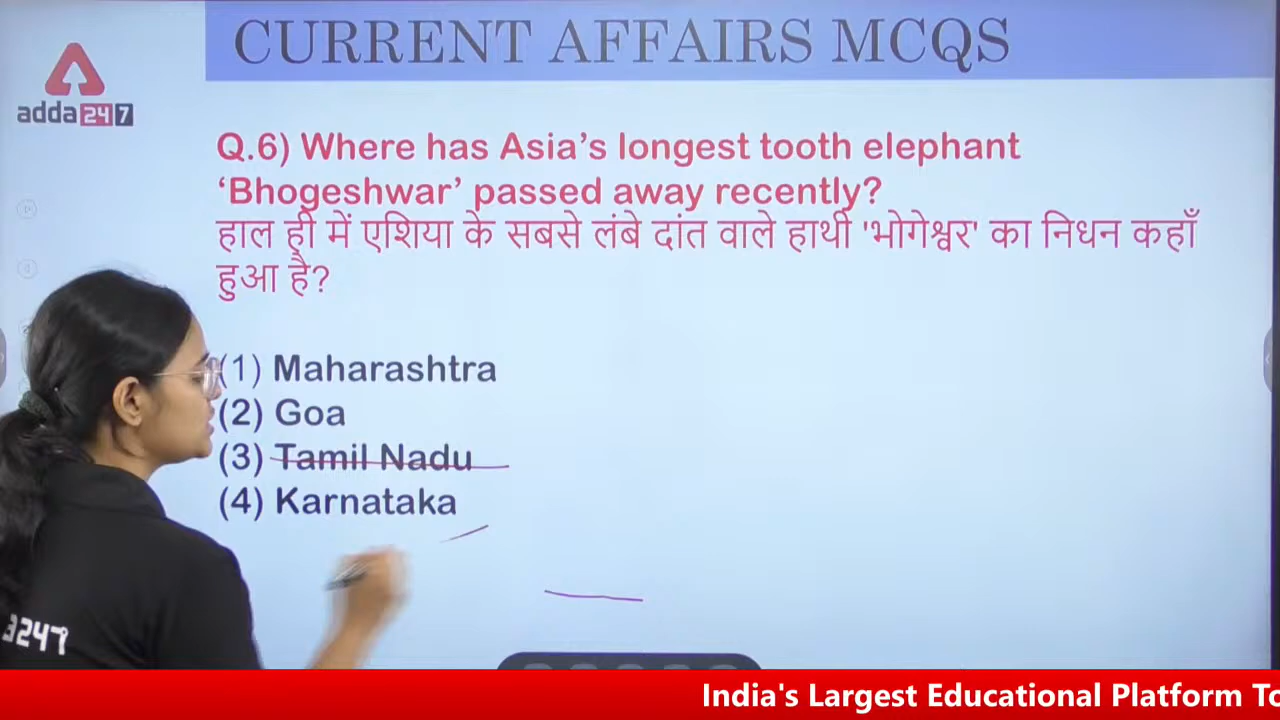 CURRENT AFFAIRS MCQS
adda247
Q.6) Where has Asia's longest tooth elephant
‘Bhogeshwar’ passed away recently?
हाल ही में एशिया के सबसे लंबे दांत वाले हाथी 'भोगेश्वर' का निधन कहाँ
हुआ है?
(1) Maharashtra
(2) Goa
(3) Tamil Nadu
(4) Karnataka
3247
India's Largest Educational Platform To